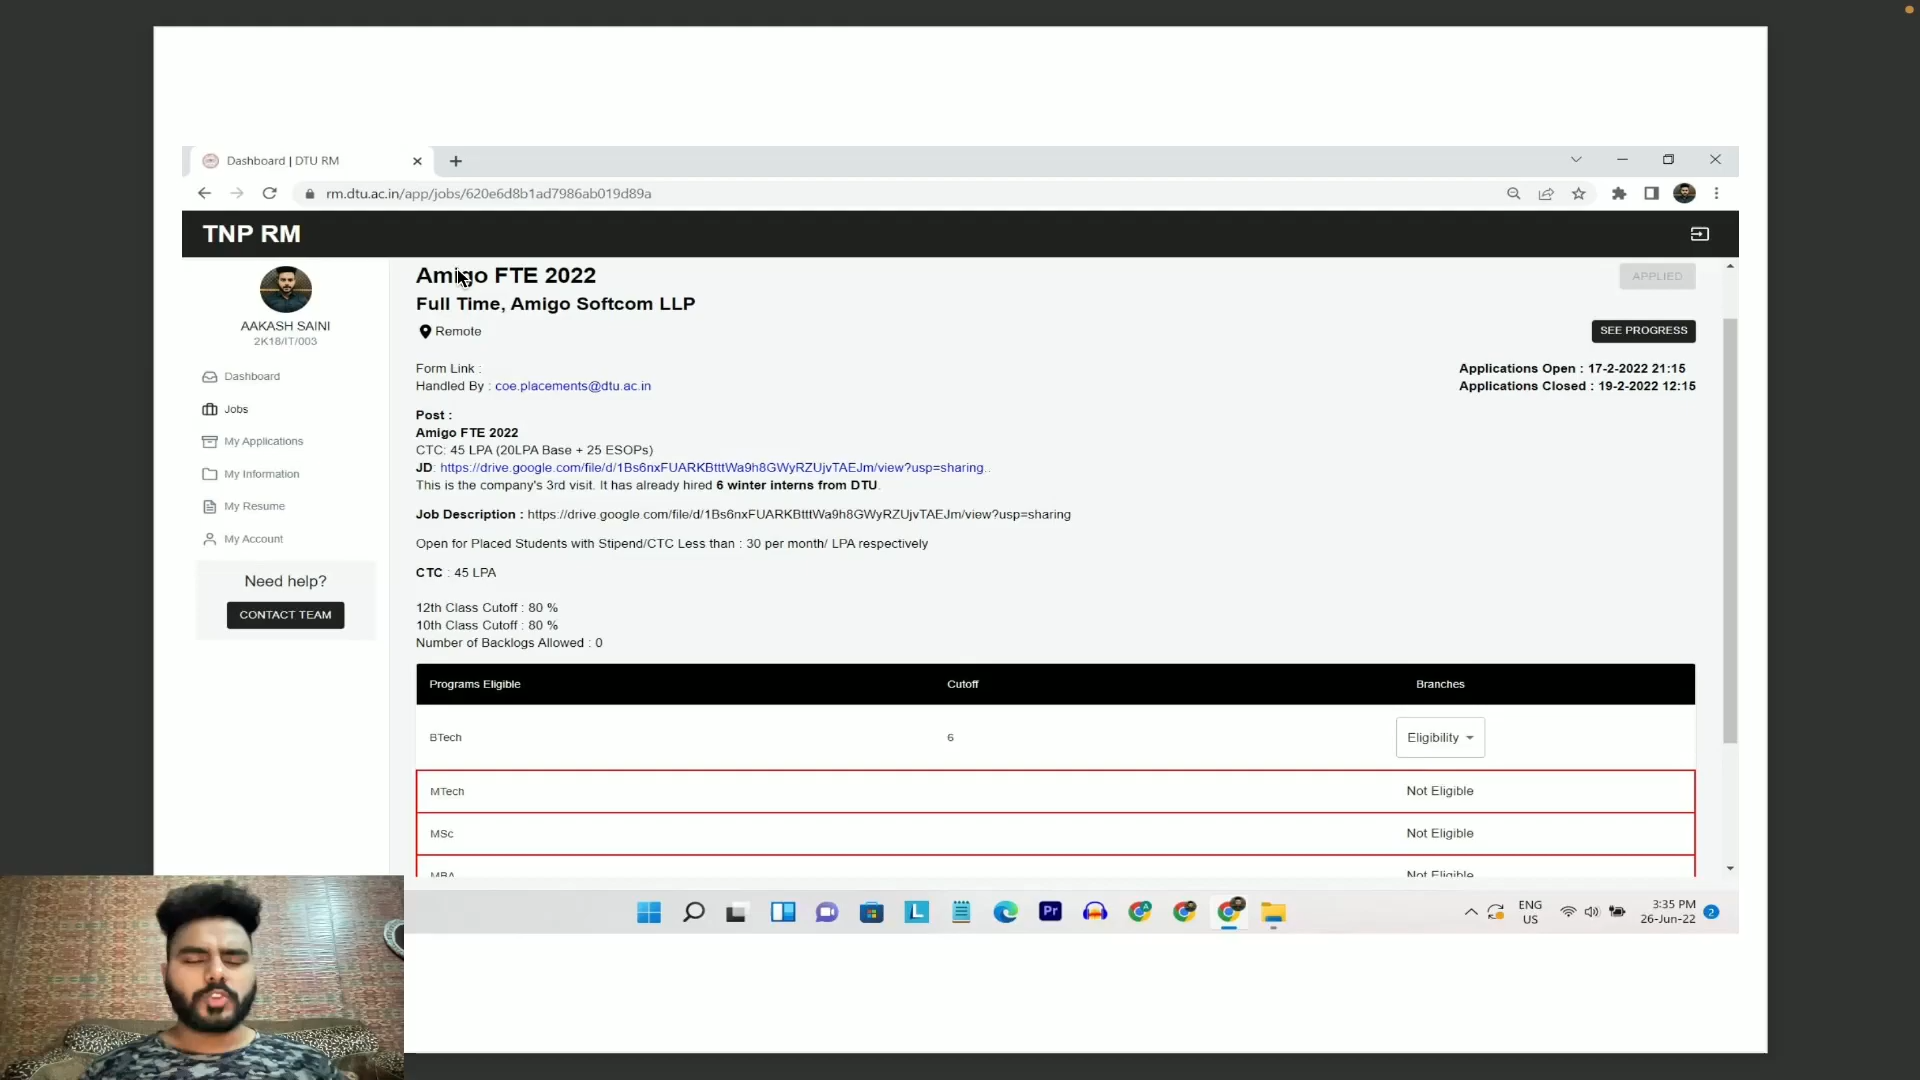 Dashboard | DTU RM
rm.dtu.ac.in/app/jobs/620e6d8b1ad7986ab019d89a
TNP RM
AAKASH SAINI
2K18/IT/003
Dashboard
Jobs
My Applications
My Information
My Resume
My Account
Need help?
CONTACT TEAM
Amigo FTE 2022
APPLIED
Full Time, Amigo Softcom LLP
Remote
SEE PROGRESS
Form Link :
Handled By : coe.placements@dtu.ac.in
Applications Open : 17-2-2022 21:15
Applications Closed : 19-2-2022 12:15
Post :
Amigo FTE 2022
CTC: 45 LPA (20LPA Base + 25 ESOPs)
JD: https://drive.google.com/file/d/1Bs6nxFUARKBtttWa9h8GWyRZUjvTAEJm/view?usp=sharing..
This is the company's 3rd visit. It has already hired 6 winter interns from DTU.
Job Description : https://drive.google.com/file/d/1Bs6nxFUARKBtttWa9h8GWyRZUjvTAEJm/view?usp=sharing
Open for Placed Students with Stipend/CTC Less than : 30 per month/ LPA respectively
CTC : 45 LPA
12th Class Cutoff : 80 %
10th Class Cutoff : 80 %
Number of Backlogs Allowed : 0
Programs Eligible Cutoff Branches
BTech 6 Eligibility
MTech Not Eligible
MSc Not Eligible
MBA Not Eligible
L
Pr
ENG
US
3:35 PM
26-Jun-22
2